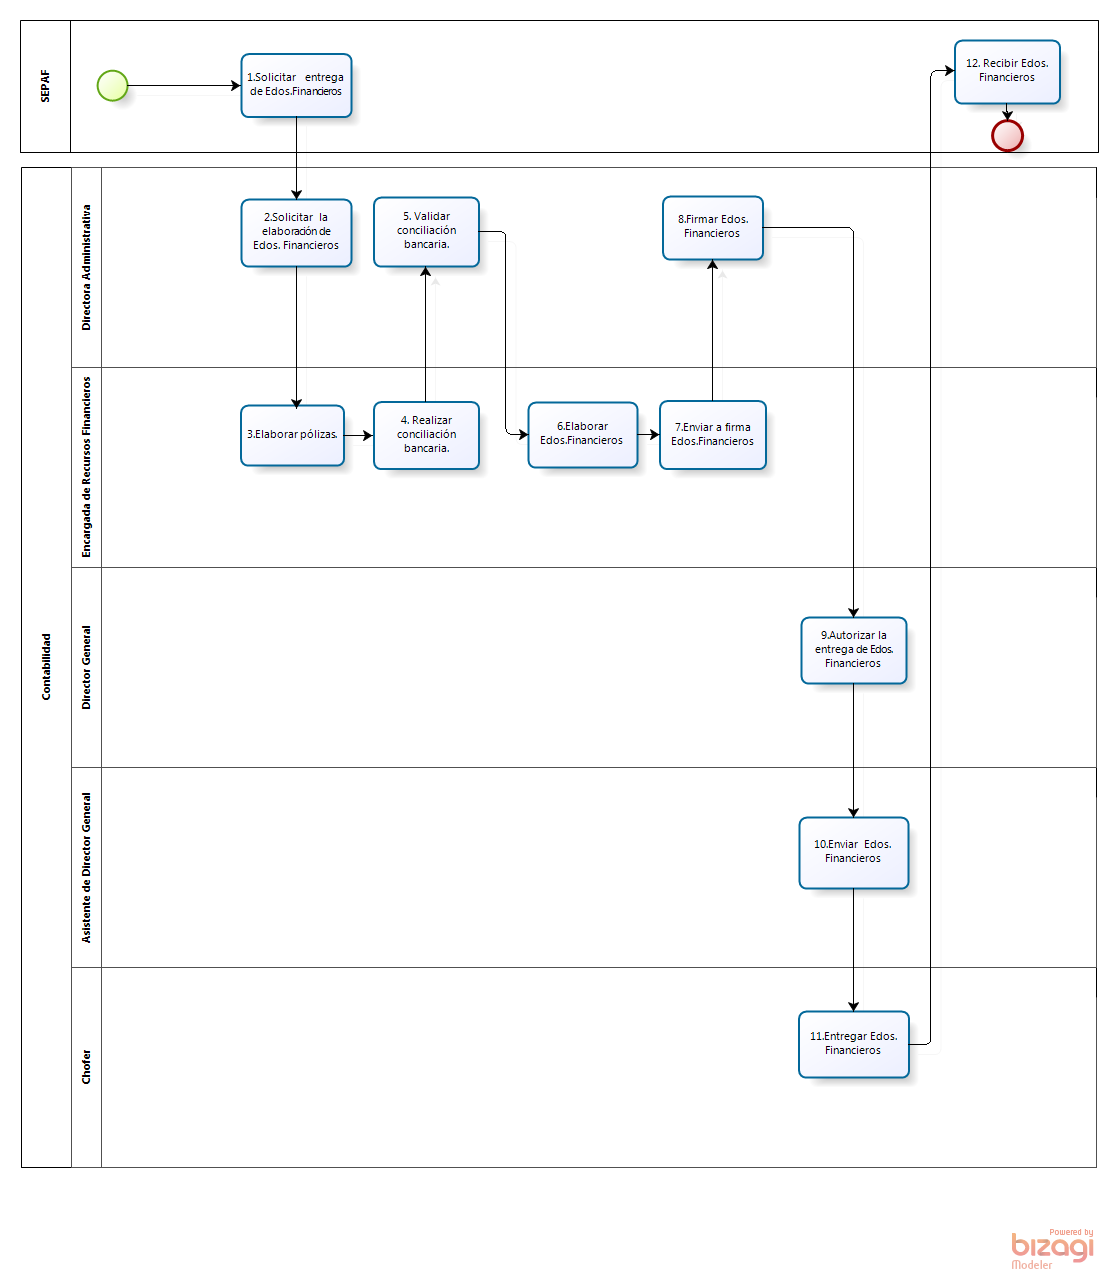 SEPAF
1.Solicitar entrega
de Edos.Financieros
12. Recibir Edos.
Financieros
Contabilidad
Directora Administrativa
2.Solicitar la
elaboración de
Edos. Financieros
5. Validar
conciliación
bancaria.
8.Firmar Edos.
Financieros
Encargada de Recursos Financieros
3.Elaborar pólizas.
4. Realizar
conciliación
bancaria.
6.Elaborar
Edos.Financieros
7.Enviar a firma
Edos.Financieros
Director General
9.Autorizar la
entrega de Edos.
Financieros
Asistente de Director General
10.Enviar Edos.
Financieros
Chofer
11.Entregar Edos.
Financieros
Powered by
bizagi
Modeler